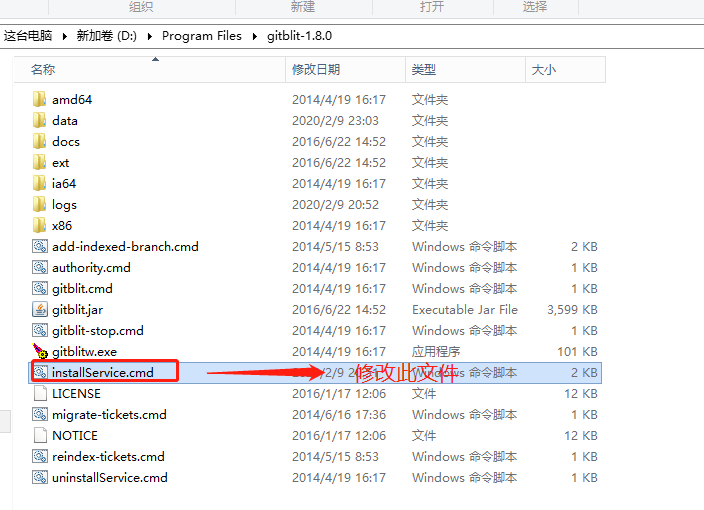 组织 新建 打开 选择
这台电脑 新加卷 (D:) Program Files gitblit-1.8.0
名称 修改日期 类型 大小
amd64 2014/4/19 16:17 文件夹
data 2020/2/9 23:03 文件夹
docs 2016/6/22 14:52 文件夹
ext 2016/6/22 14:52 文件夹
ia64 2014/4/19 16:17 文件夹
logs 2020/2/9 20:52 文件夹
x86 2014/4/19 16:17 文件夹
add-indexed-branch.cmd 2014/5/15 8:53 Windows 命令脚本 2 KB
authority.cmd 2014/4/19 16:17 Windows 命令脚本 1 KB
gitblit.cmd 2014/4/19 16:17 Windows 命令脚本 1 KB
gitblit.jar 2016/6/22 14:52 Executable Jar File 3,599 KB
gitblit-stop.cmd 2014/4/19 16:17 Windows 命令脚本 1 KB
gitblitw.exe 2014/4/19 16:17 应用程序 101 KB
installService.cmd 修改此文件 Windows 命令脚本 2 KB
LICENSE 2016/1/17 12:06 文件 12 KB
migrate-tickets.cmd 2014/6/16 17:36 Windows 命令脚本 1 KB
NOTICE 2016/1/17 12:06 文件 12 KB
reindex-tickets.cmd 2014/5/15 8:53 Windows 命令脚本 1 KB
uninstallService.cmd 2014/4/19 16:17 Windows 命令脚本 1 KB